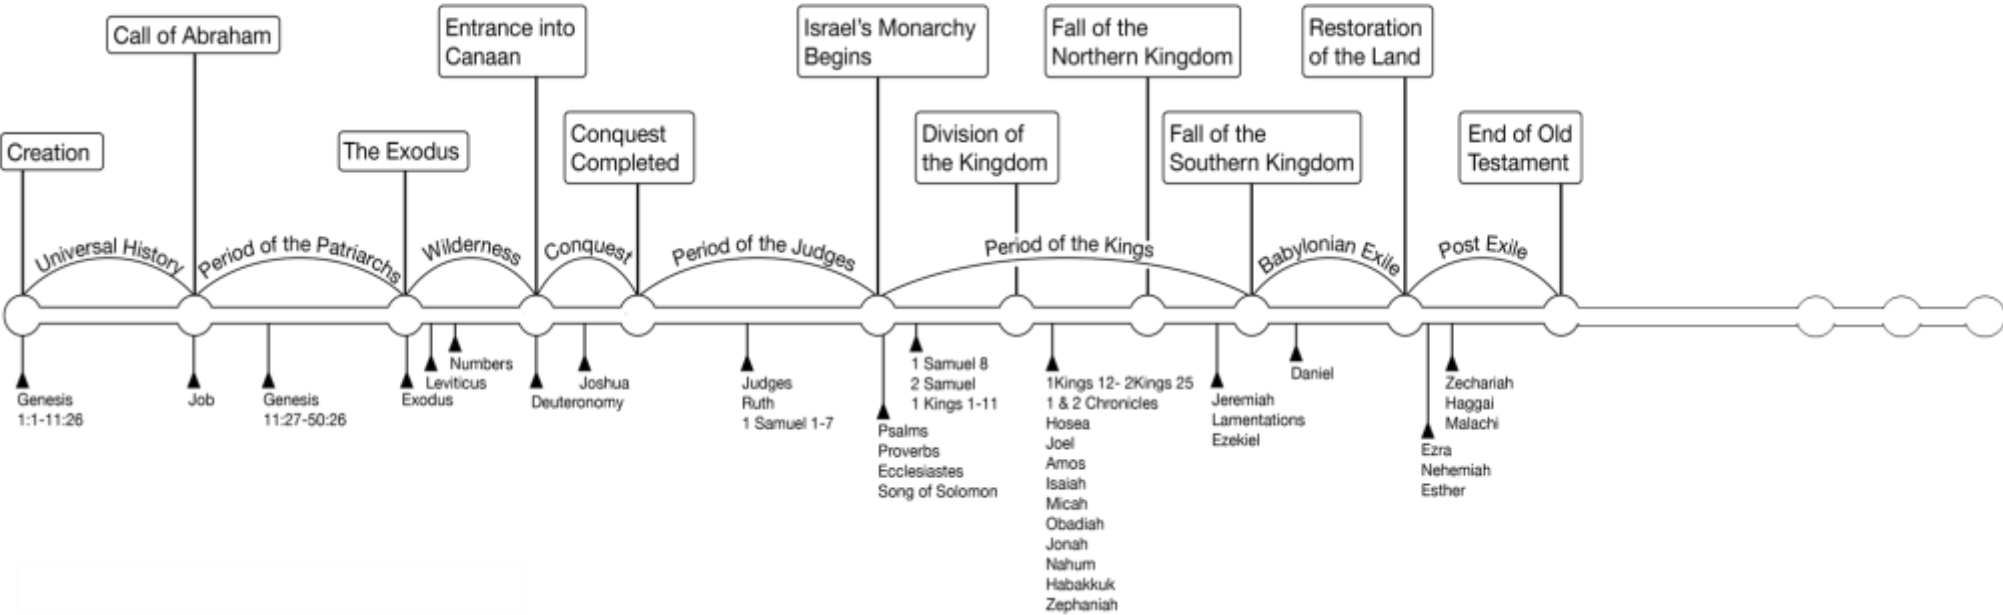 Call of Abraham
Entrance into
Canaan
Israel's Monarchy
Begins
Fall of the
Northern Kingdom
Restoration
of the Land
Creation
The Exodus
Conquest
Completed
Division of
the Kingdom
Fall of the
Southern Kingdom
End of Old
Testament
Universal History
Period of the Patriarchs
Wilderness
Conquest
Period of the Judges
Period of the Kings
Babylonian Exile
Post Exile
Genesis
1:1-11:26
Job
Genesis
11:27-50:26
Exodus
Leviticus
Numbers
Deuteronomy
Joshua
Judges
Ruth
1 Samuel 1-7
Psalms
Proverbs
Ecclesiastes
Song of Solomon
1 Samuel 8
2 Samuel
1 Kings 1-11
1Kings 12- 2Kings 25
1 & 2 Chronicles
Hosea
Joel
Amos
Isaiah
Micah
Obadiah
Jonah
Nahum
Habakkuk
Zephaniah
Jeremiah
Lamentations
Ezekiel
Daniel
Ezra
Nehemiah
Esther
Zechariah
Haggai
Malachi